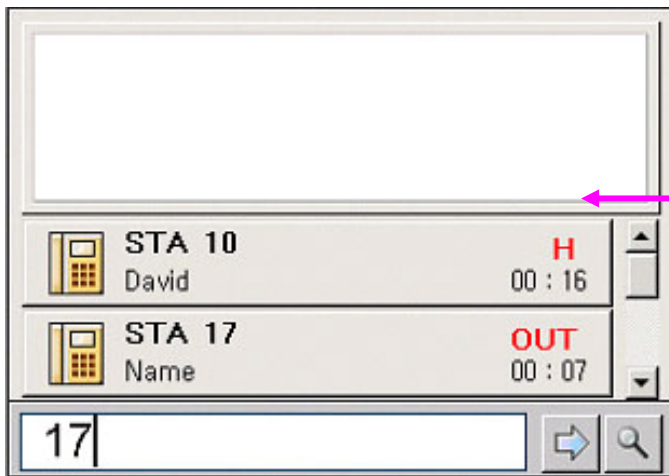 STA 10
H
David
00 : 16
STA 17
OUT
Name
00 : 07
17